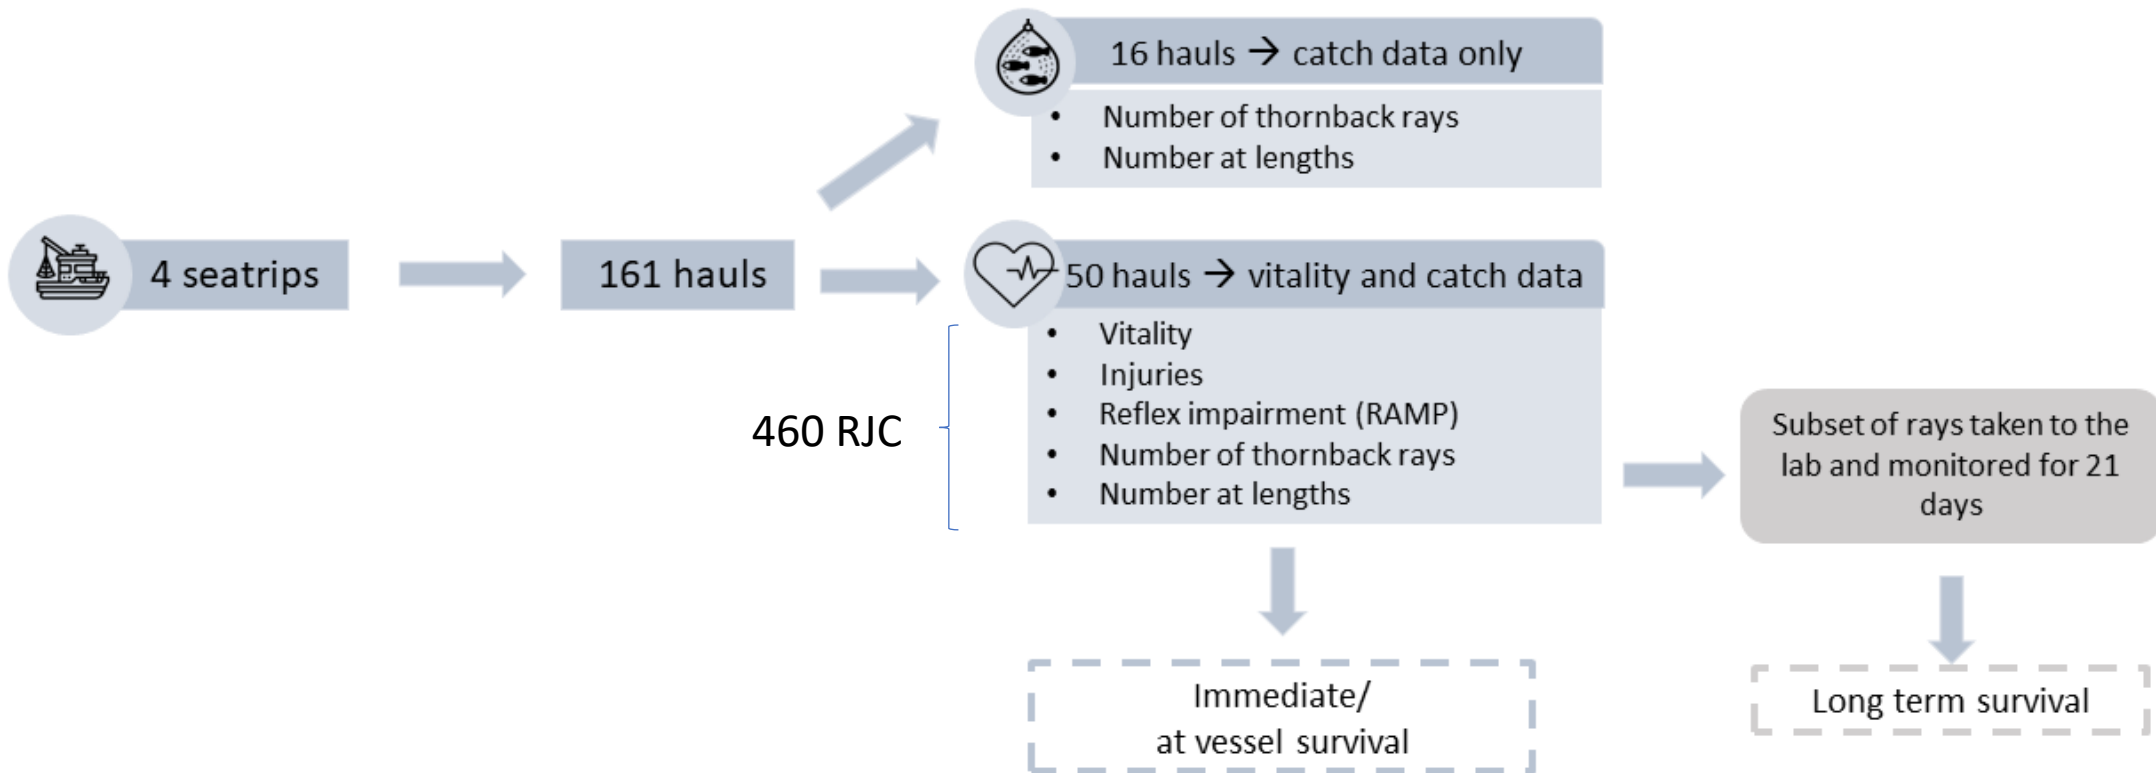 4 seatrips
161 hauls
16 hauls → catch data only
• Number of thornback rays
• Number at lengths
50 hauls → vitality and catch data
• Vitality
• Injuries
• Reflex impairment (RAMP)
• Number of thornback rays
• Number at lengths
460 RJC
Subset of rays taken to the
lab and monitored for 21
days
Immediate/
at vessel survival
Long term survival